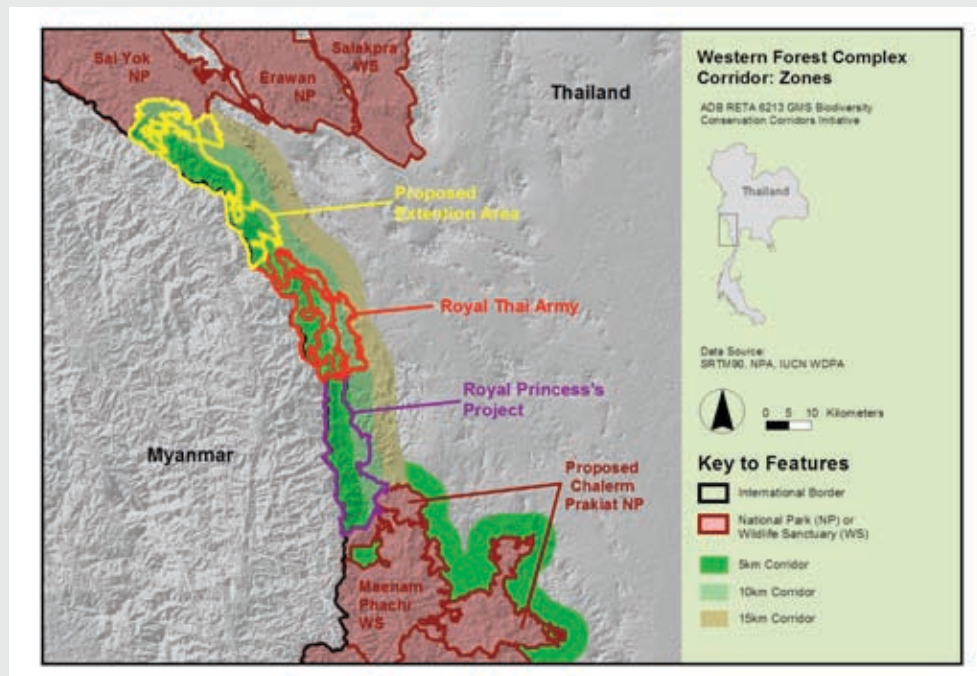 Sai Yok
NP
Erawan
NP
Salakpra
WS
Thailand
Proposed
Extention Area
Royal Thai Army
Royal Princess's
Project
Myanmar
Proposed
Chalerm
Prakiat NP
Maenam
Phachi
WS
Western Forest Complex
Corridor: Zones
ADB RETA 6213 GMS Biodiversity
Conservation Corridors Initiative
Thailand
Data Source:
SRTM90, NPA, IUCN WDPA
0 5 10 Kilometers
Key to Features
International Border
National Park (NP) or
Wildlife Sanctuary (WS)
5km Corridor
10km Corridor
15km Corridor